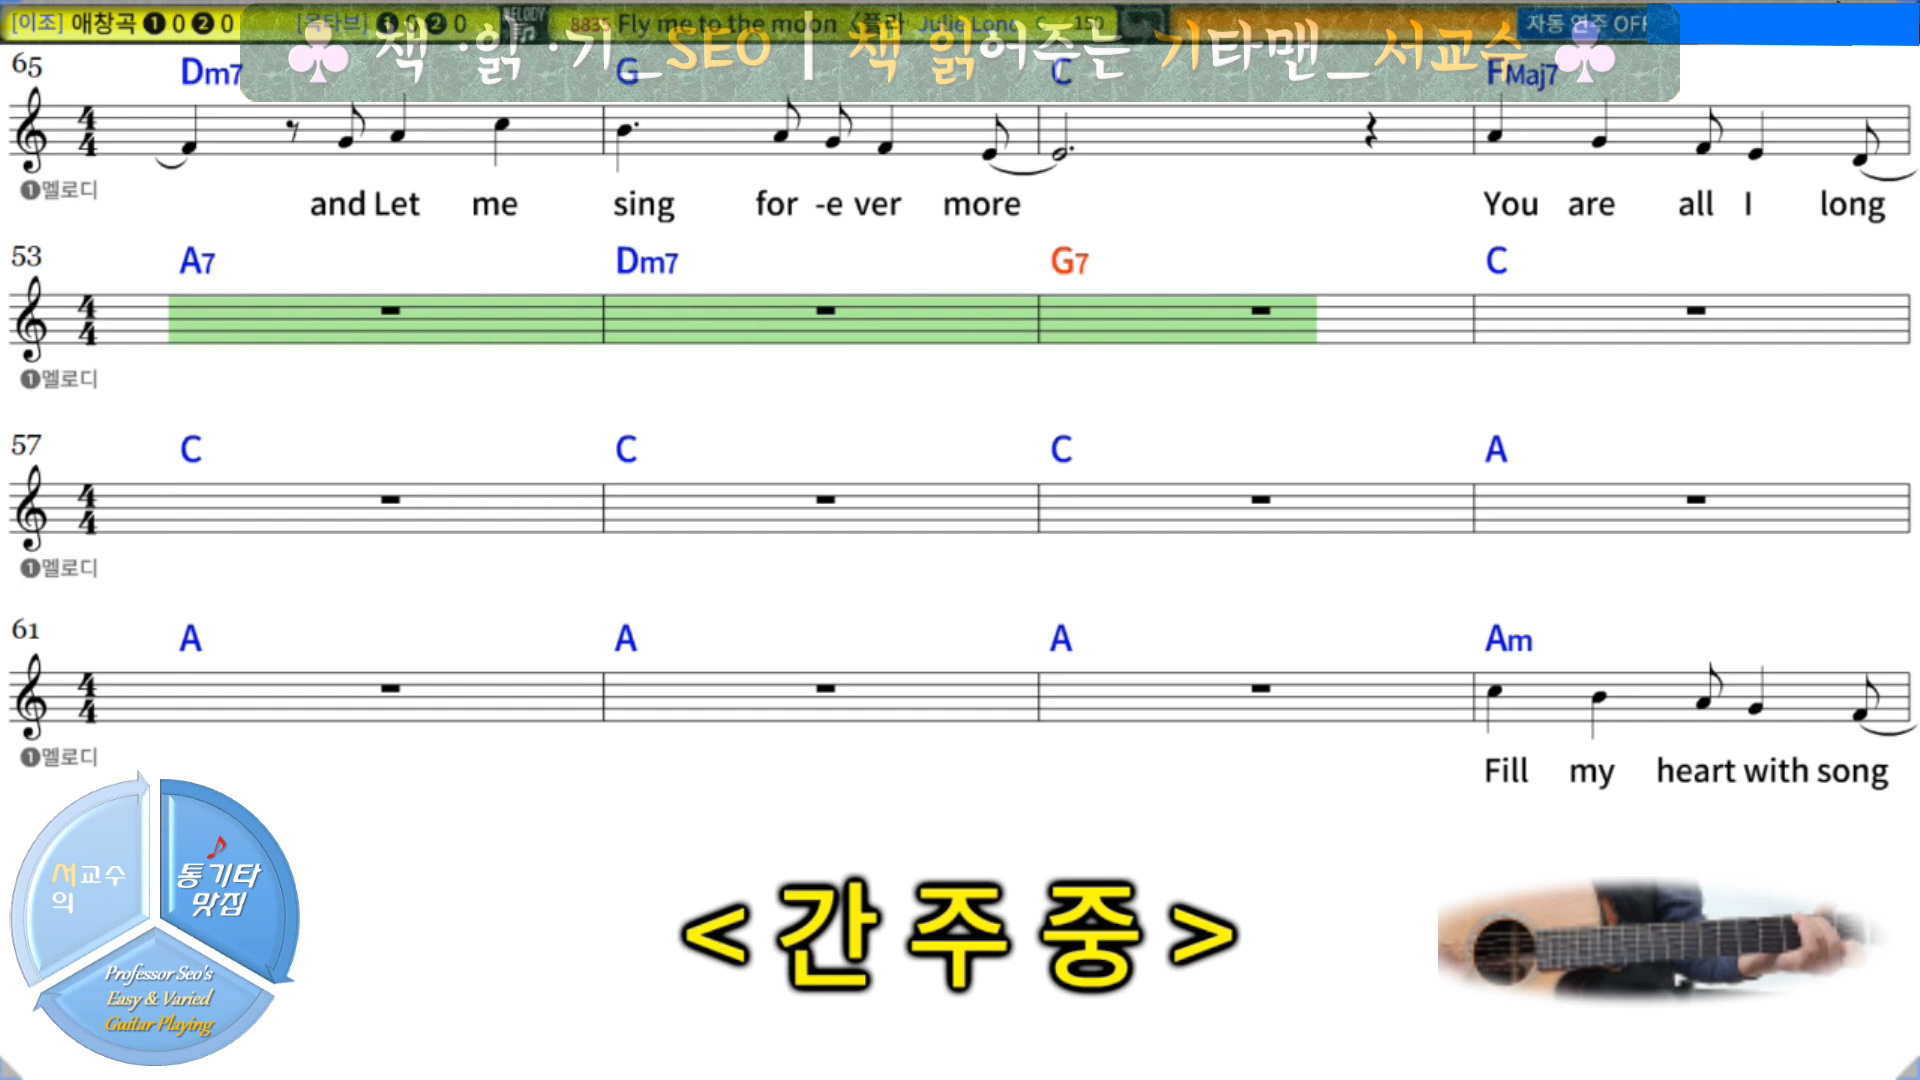 [이조] 애창곡 ❶ 0 ❷ 0 [옥타브] ❶ 0 ❷ 0 MELODY 8835 Fly me to the moon Julie C 150 자동 연주 OFF
♣ 책 ·읽 ·기_SEO | 책 읽어주는 기타맨_서교수 ♣
65 Dm7 G C FMaj7
❶멜로디
and Let me sing for -e ver more You are all I long
53 A7 Dm7 G7 C
❶멜로디
57 C C C A
❶멜로디
61 A A A Am
❶멜로디
Fill my heart with song
서교수
의
통기타
맛집
Professor Seo's
Easy & Varied
Guitar Playing
< 간 주 중 >